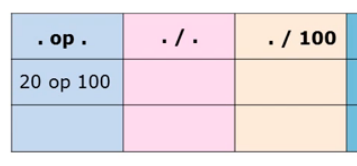 . op . . / . . / 100
20 op 100